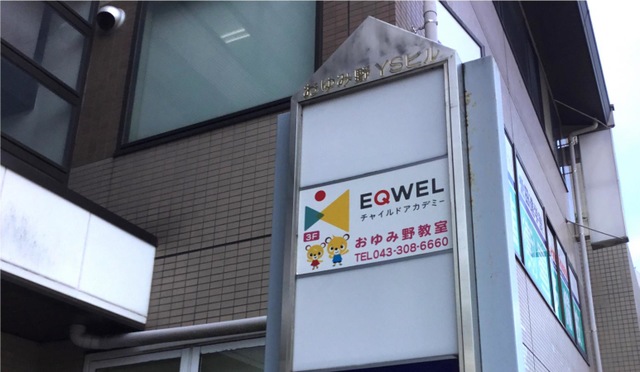 おゆみ野 YSビル
EQWEL
チャイルドアカデミー
3F
おゆみ野教室
TEL043-308-6660